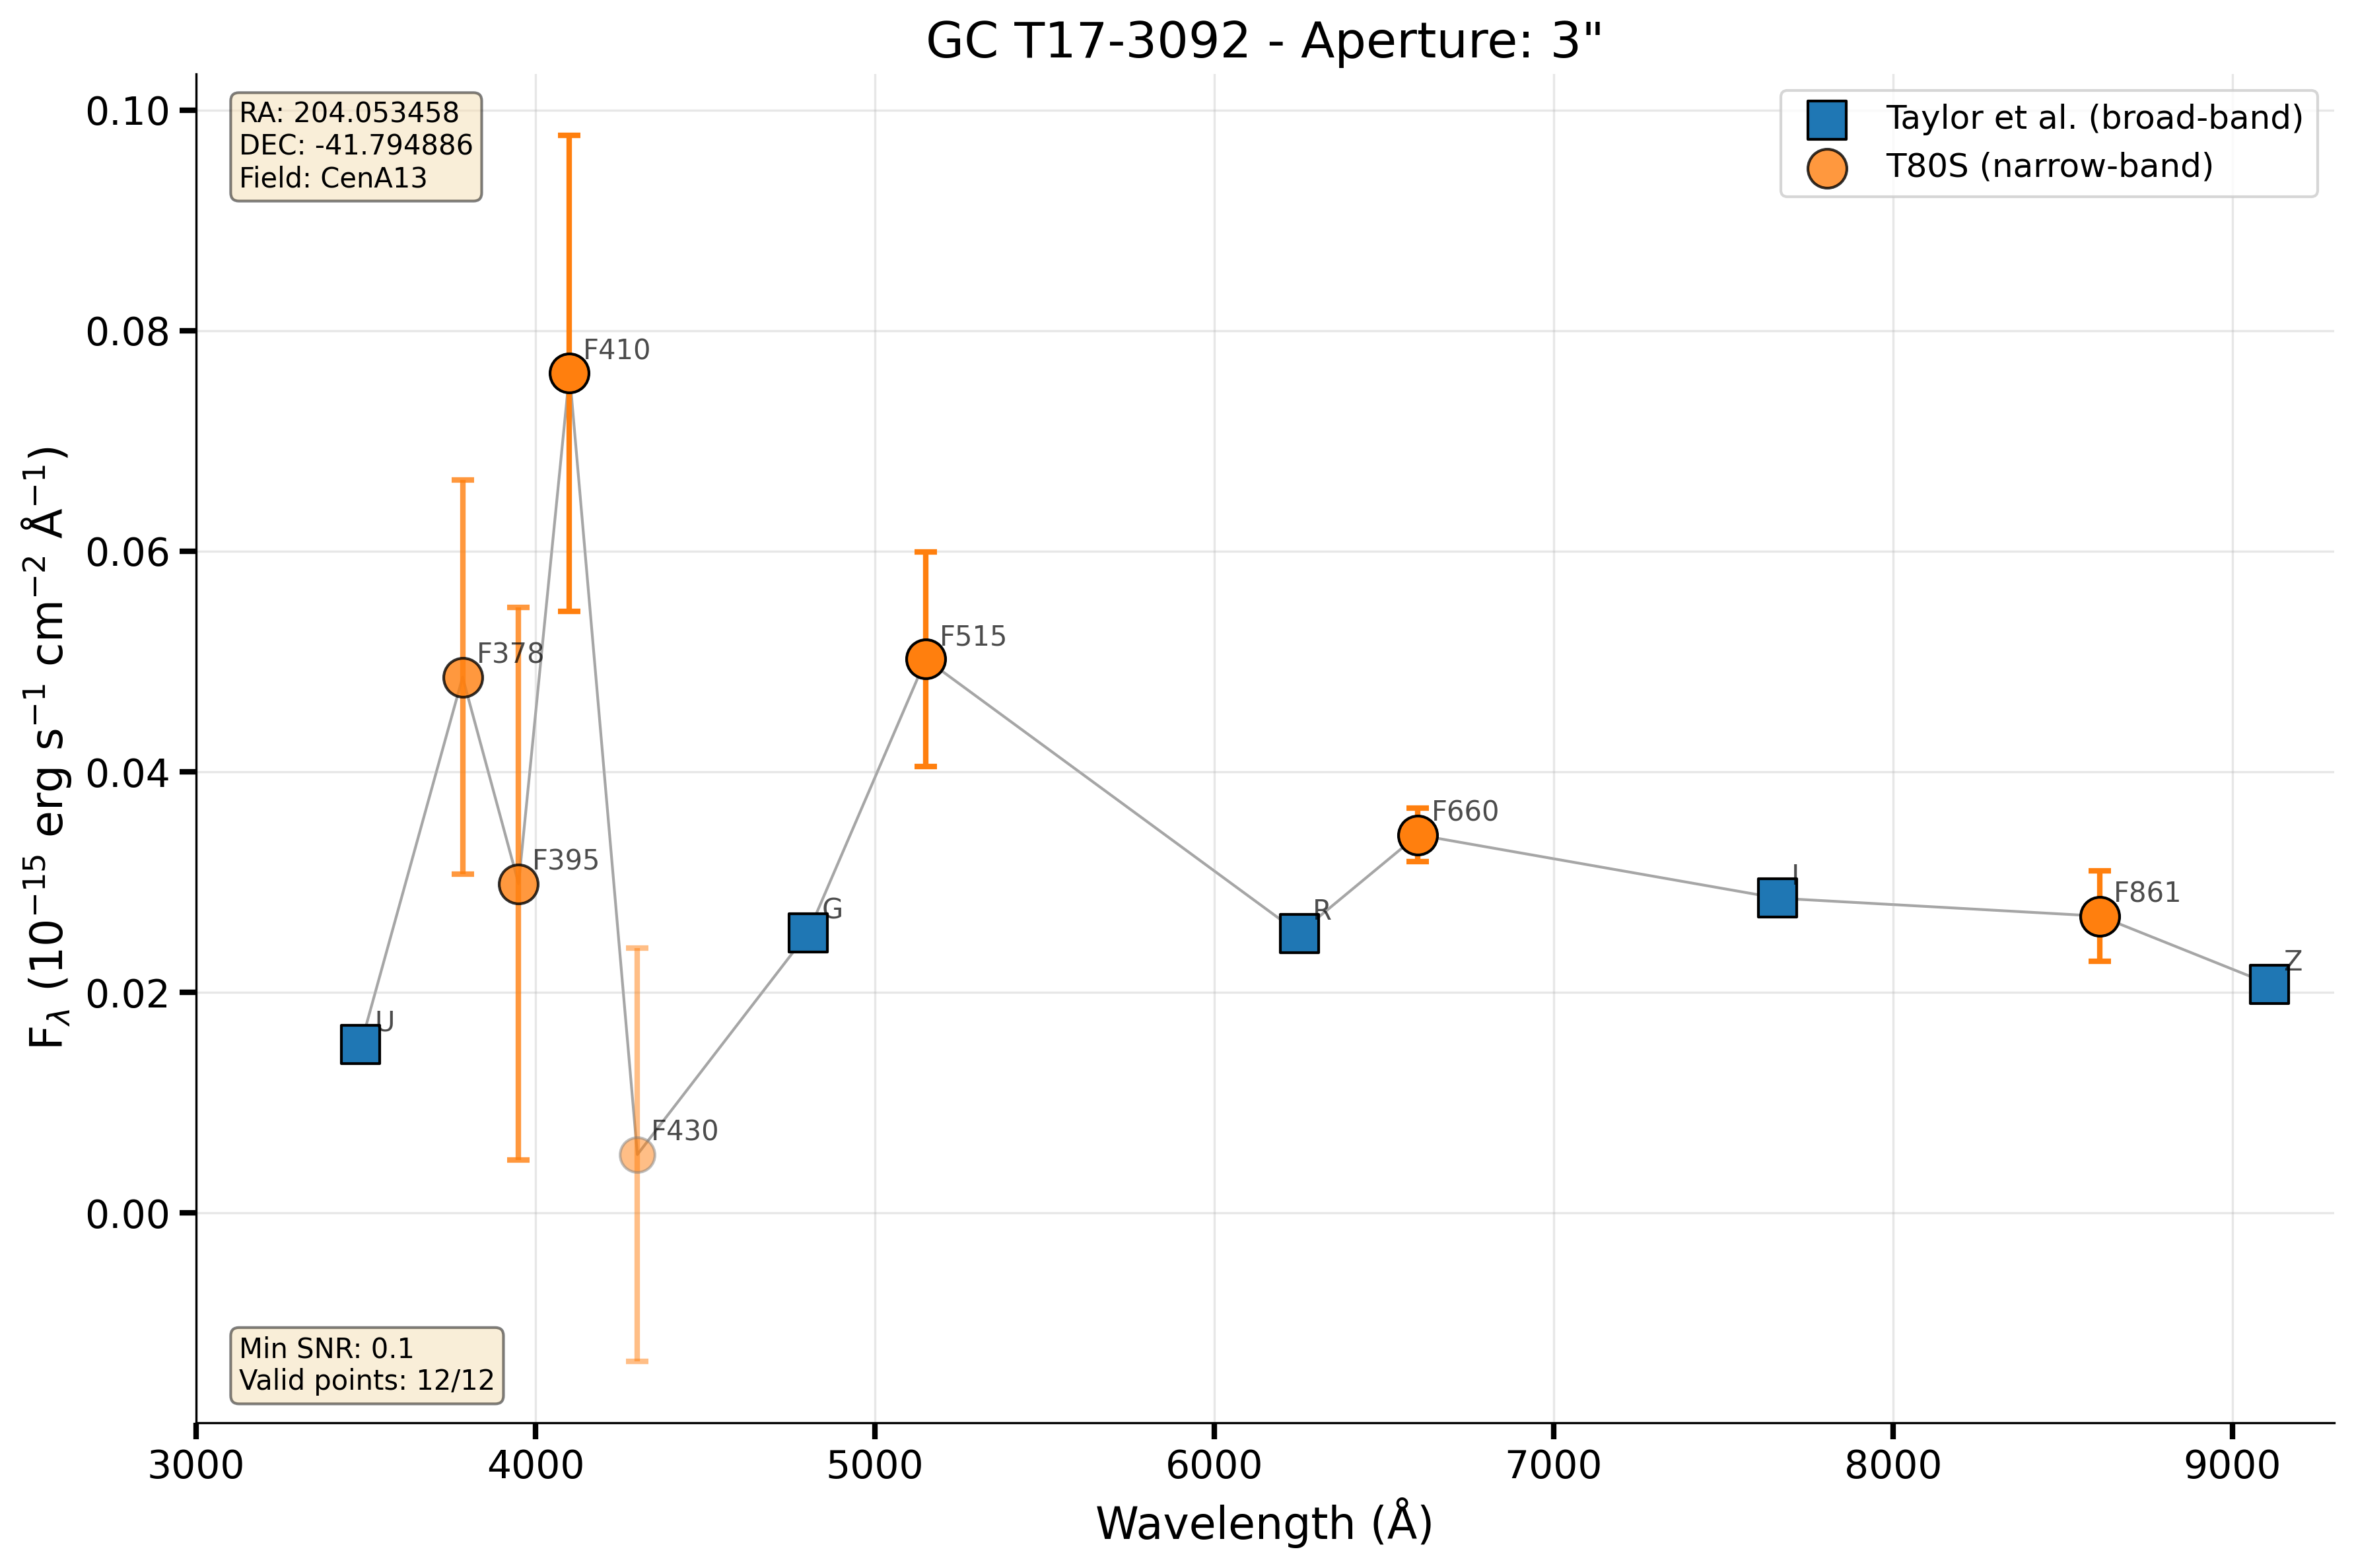 GC T17-3092 - Aperture: 3"
RA: 204.053458
DEC: -41.794886
Field: CenA13
Taylor et al. (broad-band)
T80S (narrow-band)
F410
F378
F515
F395
F660
I
F861
G
R
Z
U
F430
Min SNR: 0.1
Valid points: 12/12
0.10
0.08
0.06
0.04
0.02
0.00
Fλ (10⁻¹⁵ erg s⁻¹ cm⁻² Å⁻¹)
3000 4000 5000 6000 7000 8000 9000
Wavelength (Å)